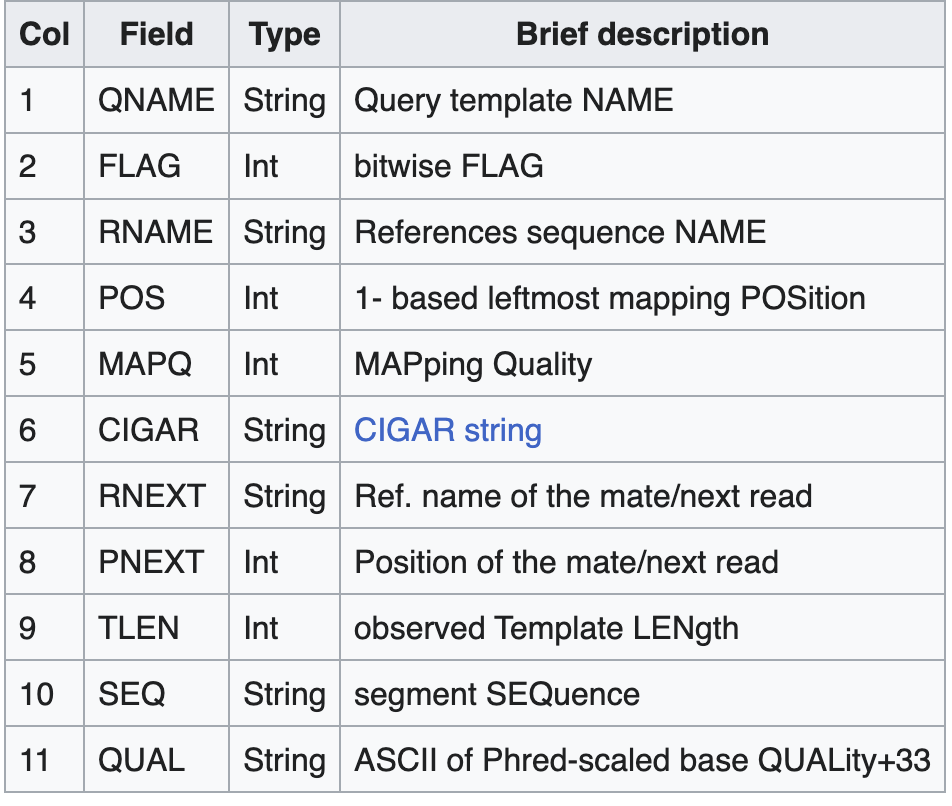 Col Field Type Brief description
1 QNAME String Query template NAME
2 FLAG Int bitwise FLAG
3 RNAME String References sequence NAME
4 POS Int 1- based leftmost mapping POSition
5 MAPQ Int MAPping Quality
6 CIGAR String CIGAR string
7 RNEXT String Ref. name of the mate/next read
8 PNEXT Int Position of the mate/next read
9 TLEN Int observed Template LENgth
10 SEQ String segment SEQuence
11 QUAL String ASCII of Phred-scaled base QUALity+33